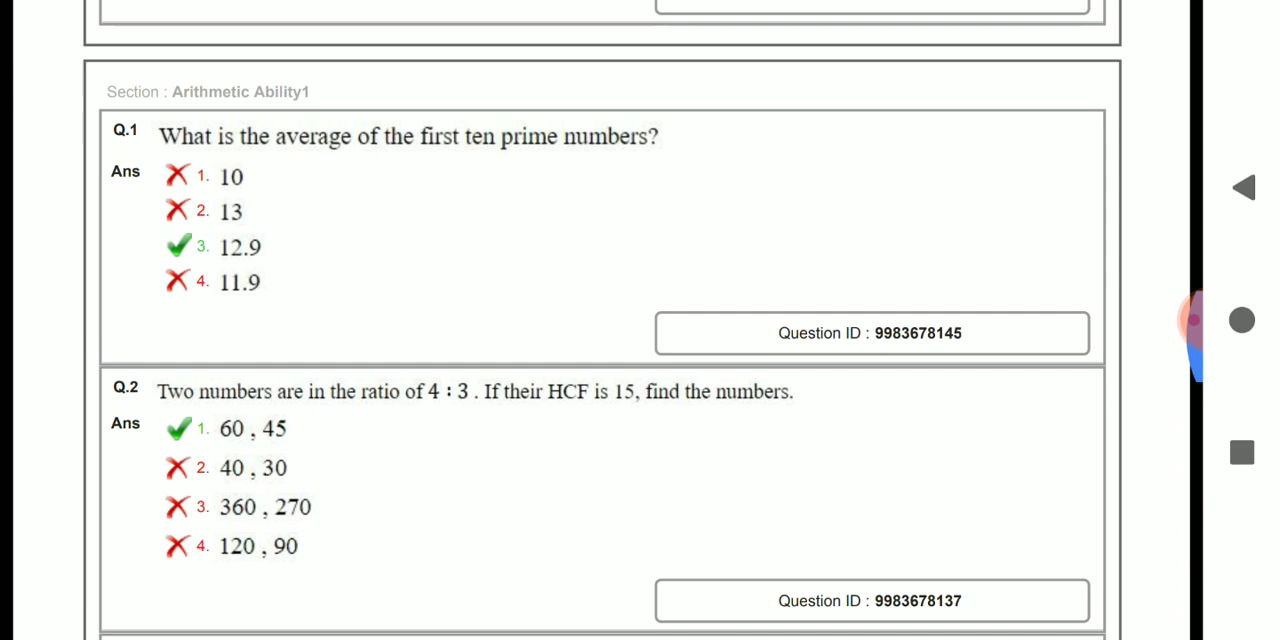 Section : Arithmetic Ability1
Q.1 What is the average of the first ten prime numbers?
Ans 1. 10
2. 13
3. 12.9
4. 11.9
Question ID : 9983678145
Q.2 Two numbers are in the ratio of 4 : 3 . If their HCF is 15, find the numbers.
Ans 1. 60 , 45
2. 40 , 30
3. 360 , 270
4. 120 , 90
Question ID : 9983678137